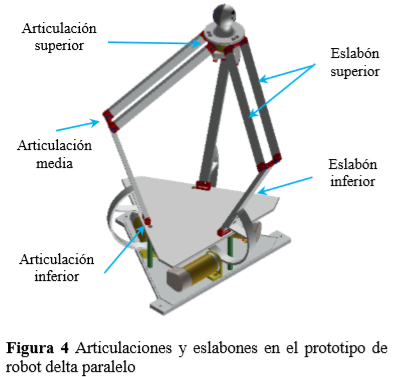 Articulación
superior
Eslabón
superior
Articulación
media
Eslabón
inferior
Articulación
inferior
Figura 4 Articulaciones y eslabones en el prototipo de
robot delta paralelo